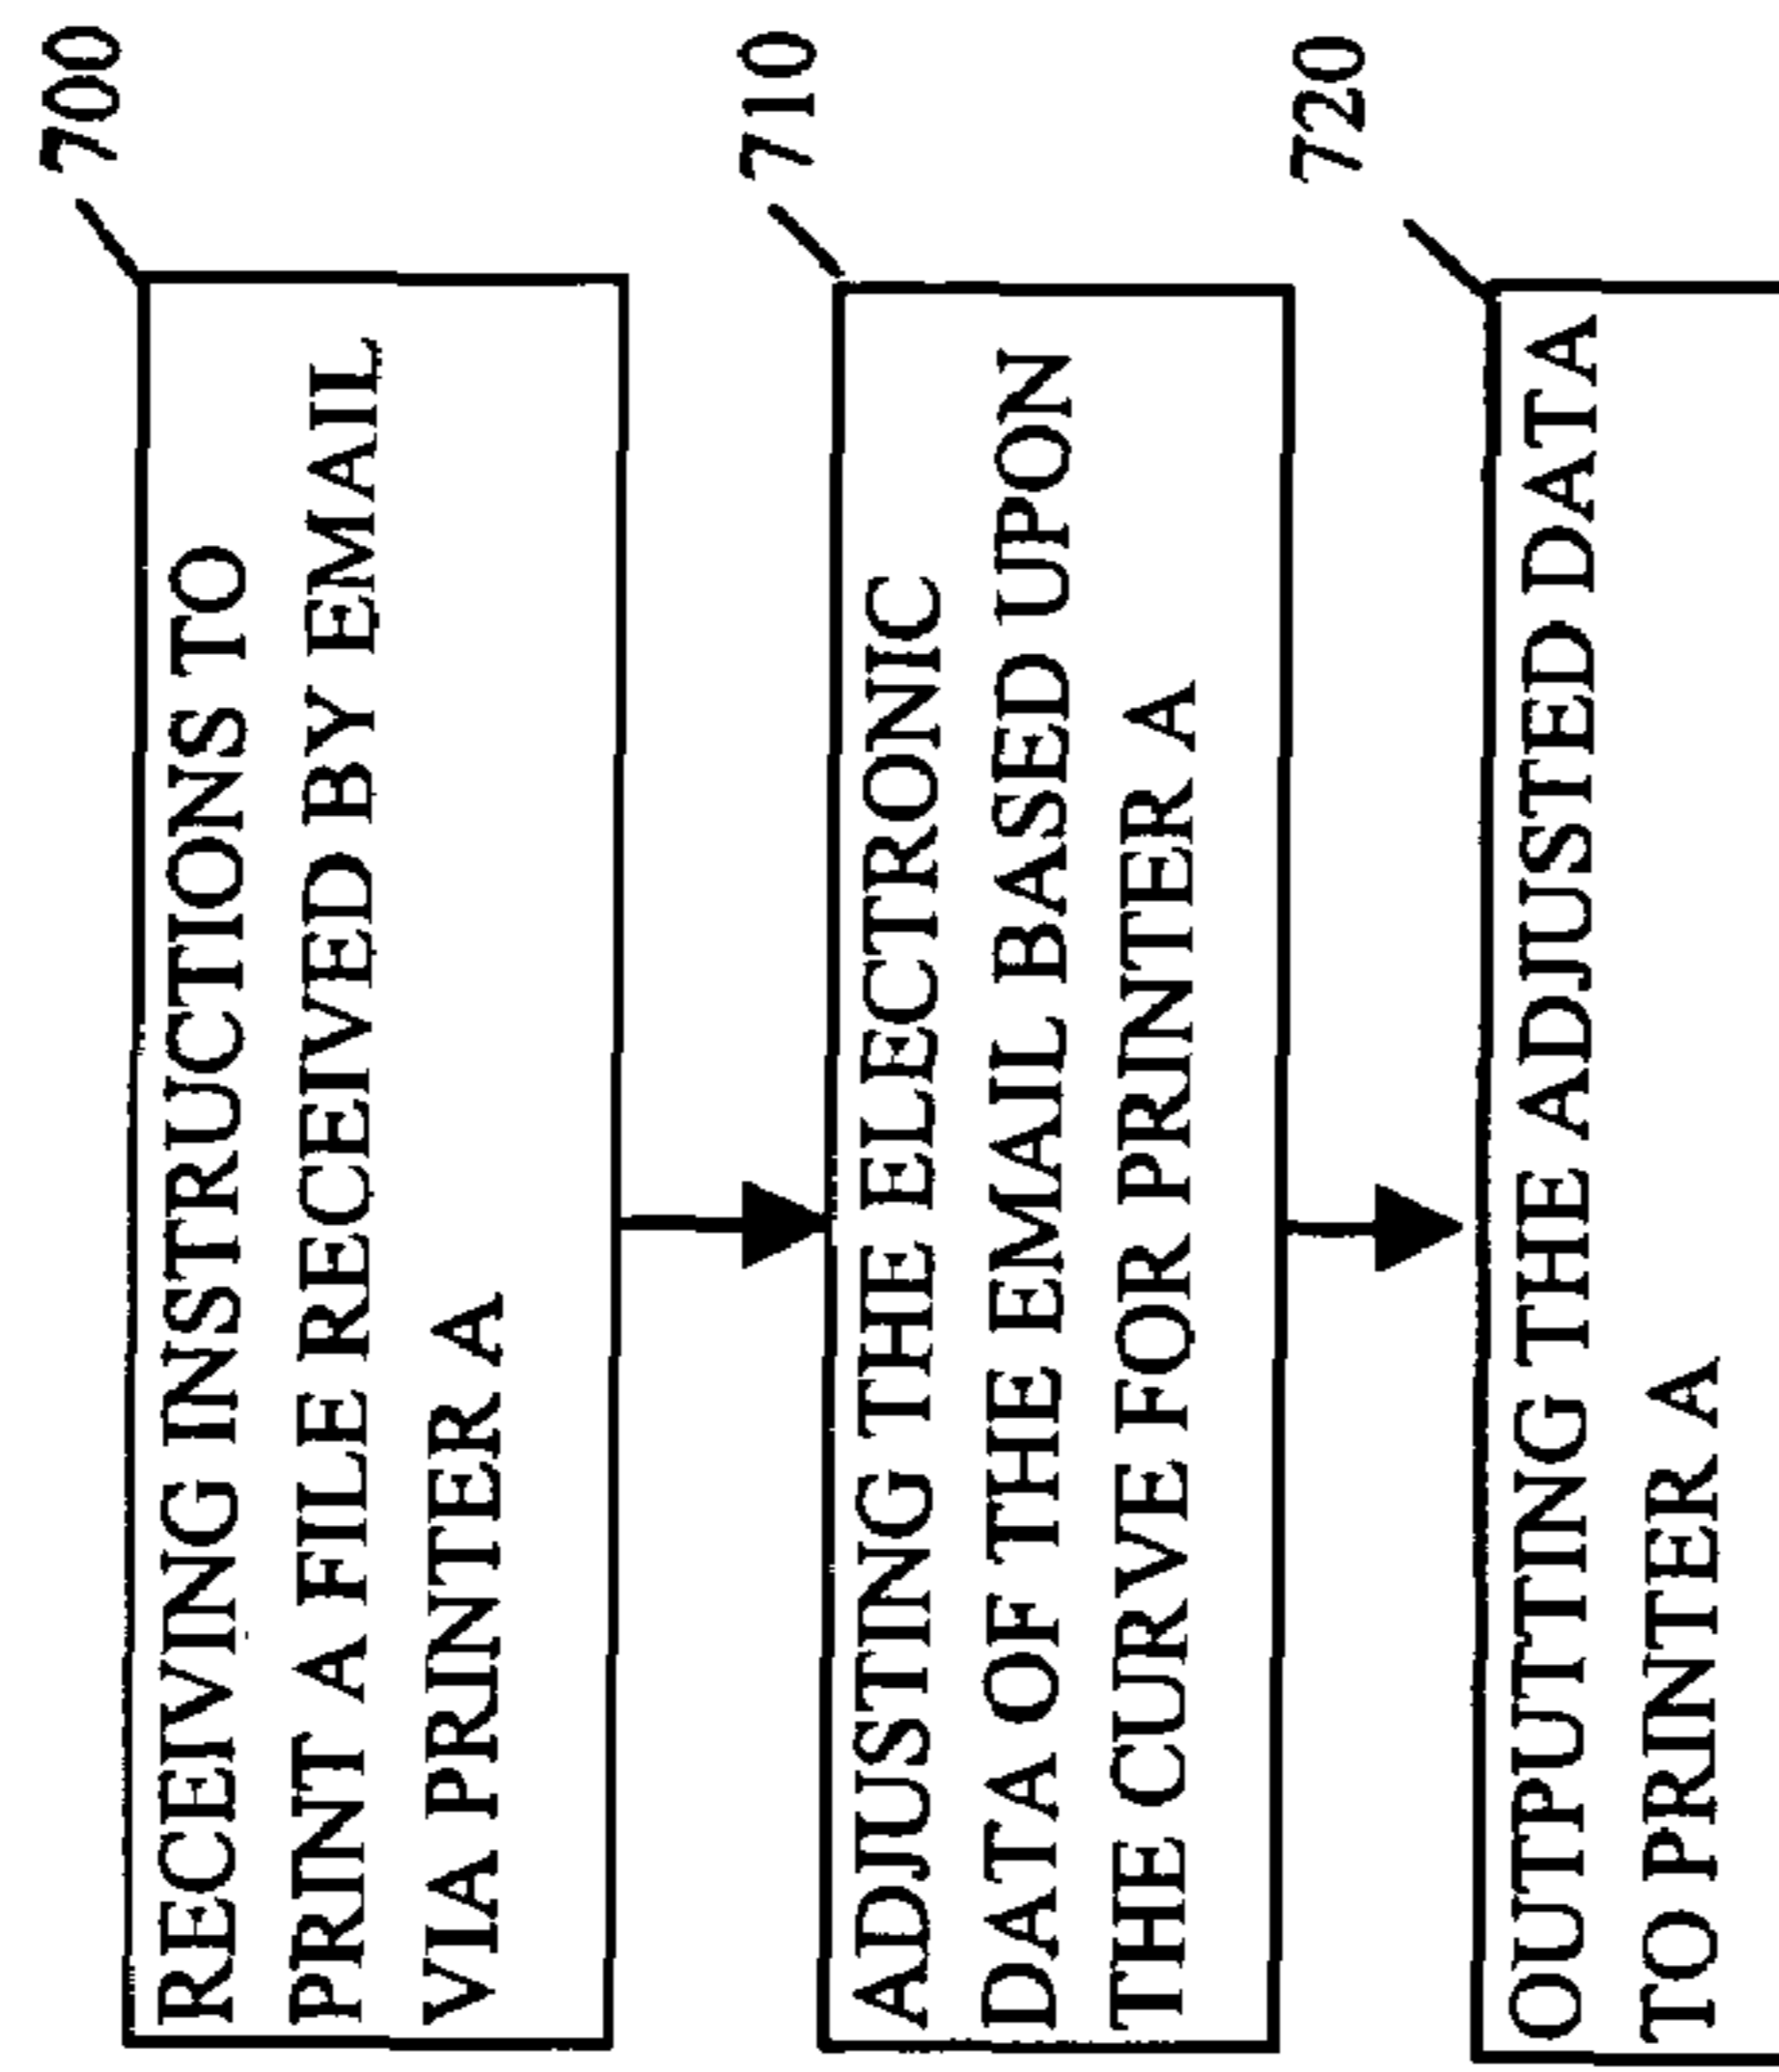 700
RECEIVING INSTRUCTIONS TO
PRINT A FILE RECEIVED BY EMAIL
VIA PRINTER A
710
ADJUSTING THE ELECTRONIC
DATA OF THE EMAIL BASED UPON
THE CURVE FOR PRINTER A
720
OUTPUTTING THE ADJUSTED DATA
TO PRINTER A